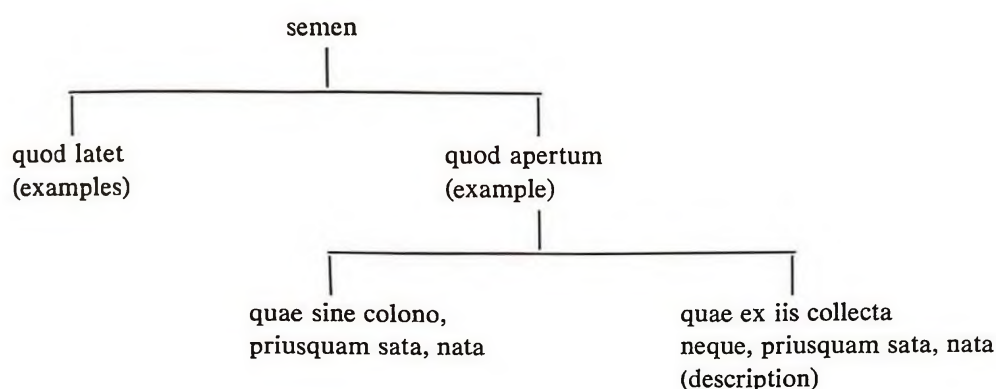 semen
quod latet
(examples)
quod apertum
(example)
quae sine colono,
priusquam sata, nata
quae ex iis collecta
neque, priusquam sata, nata
(description)